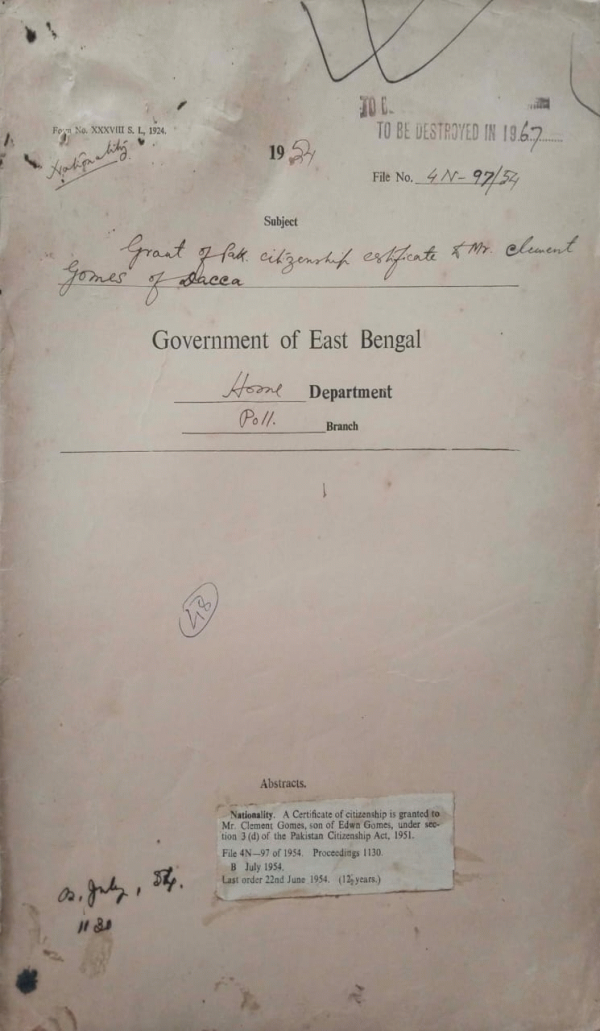 Form No. XXXVIII S. I., 1924.
Nationality
TO BE DESTROYED IN 1967
1954
File No. 4N-97/54
Subject
Grant of Pak. citizenship certificate to Mr. Clement
Gomes of Dacca
Government of East Bengal
Home Department
Poll. Branch
48
Abstracts.
Nationality. A Certificate of citizenship is granted to
Mr. Clement Gomes, son of Edwn Gomes, under sec-
tion 3 (d) of the Pakistan Citizenship Act, 1951.
File 4N—97 of 1954. Proceedings 1130.
B July 1954.
Last order 22nd June 1954. (12½ years.)
B, July, 54.
1130